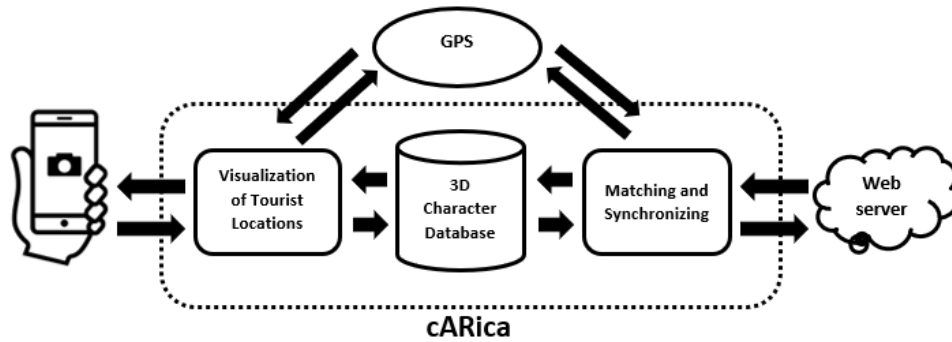 GPS
Visualization
of Tourist
Locations
3D
Character
Database
Matching and
Synchronizing
Web
server
cARica